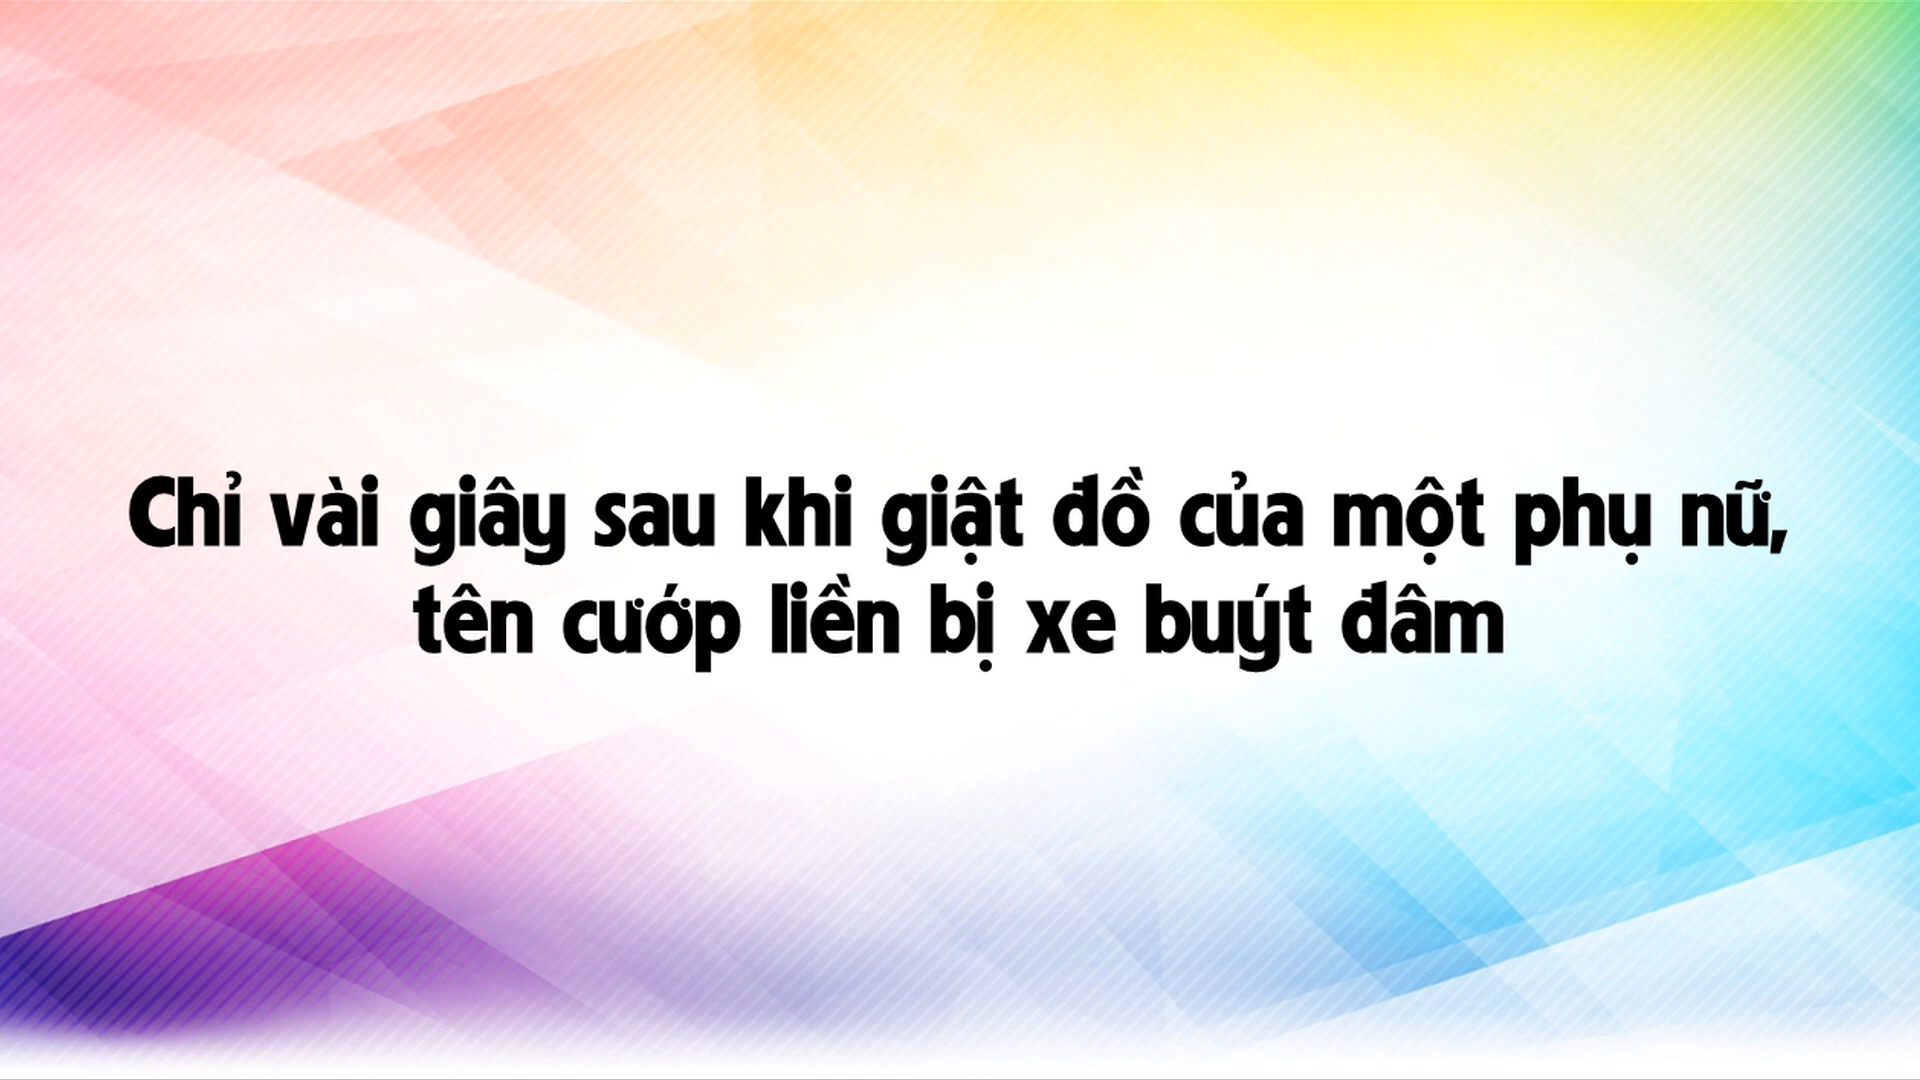 Chỉ vài giây sau khi giật đồ của một phụ nữ,
tên cướp liền bị xe buýt đâm